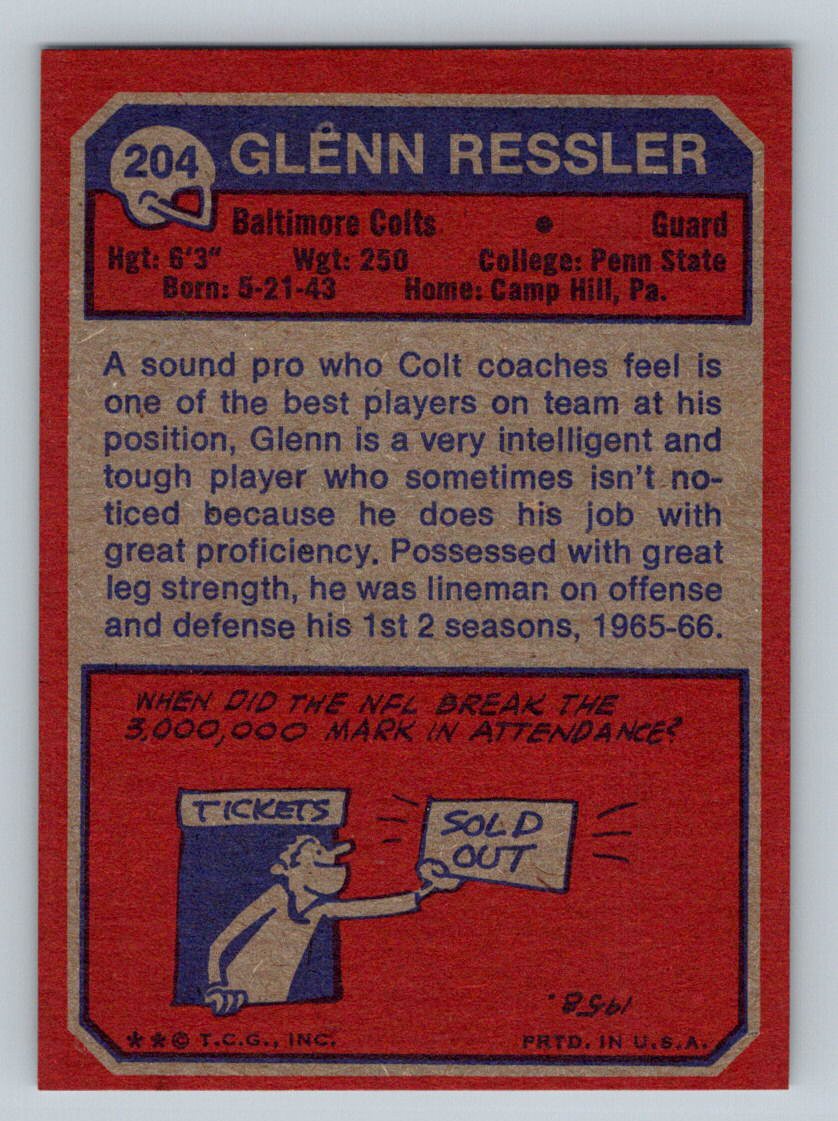 204 GLENN RESSLER
Baltimore Colts • Guard
Hgt: 6'3" Wgt: 250 College: Penn State
Born: 5-21-43 Home: Camp Hill, Pa.
A sound pro who Colt coaches feel is
one of the best players on team at his
position, Glenn is a very intelligent and
tough player who sometimes isn't no-
ticed because he does his job with
great proficiency. Possessed with great
leg strength, he was lineman on offense
and defense his 1st 2 seasons, 1965-66.
WHEN DID THE NFL BREAK THE
3,000,000 MARK IN ATTENDANCE?
TICKETS
SOLD
OUT
1958.
**© T.C.G., INC. PRTD. IN U.S.A.